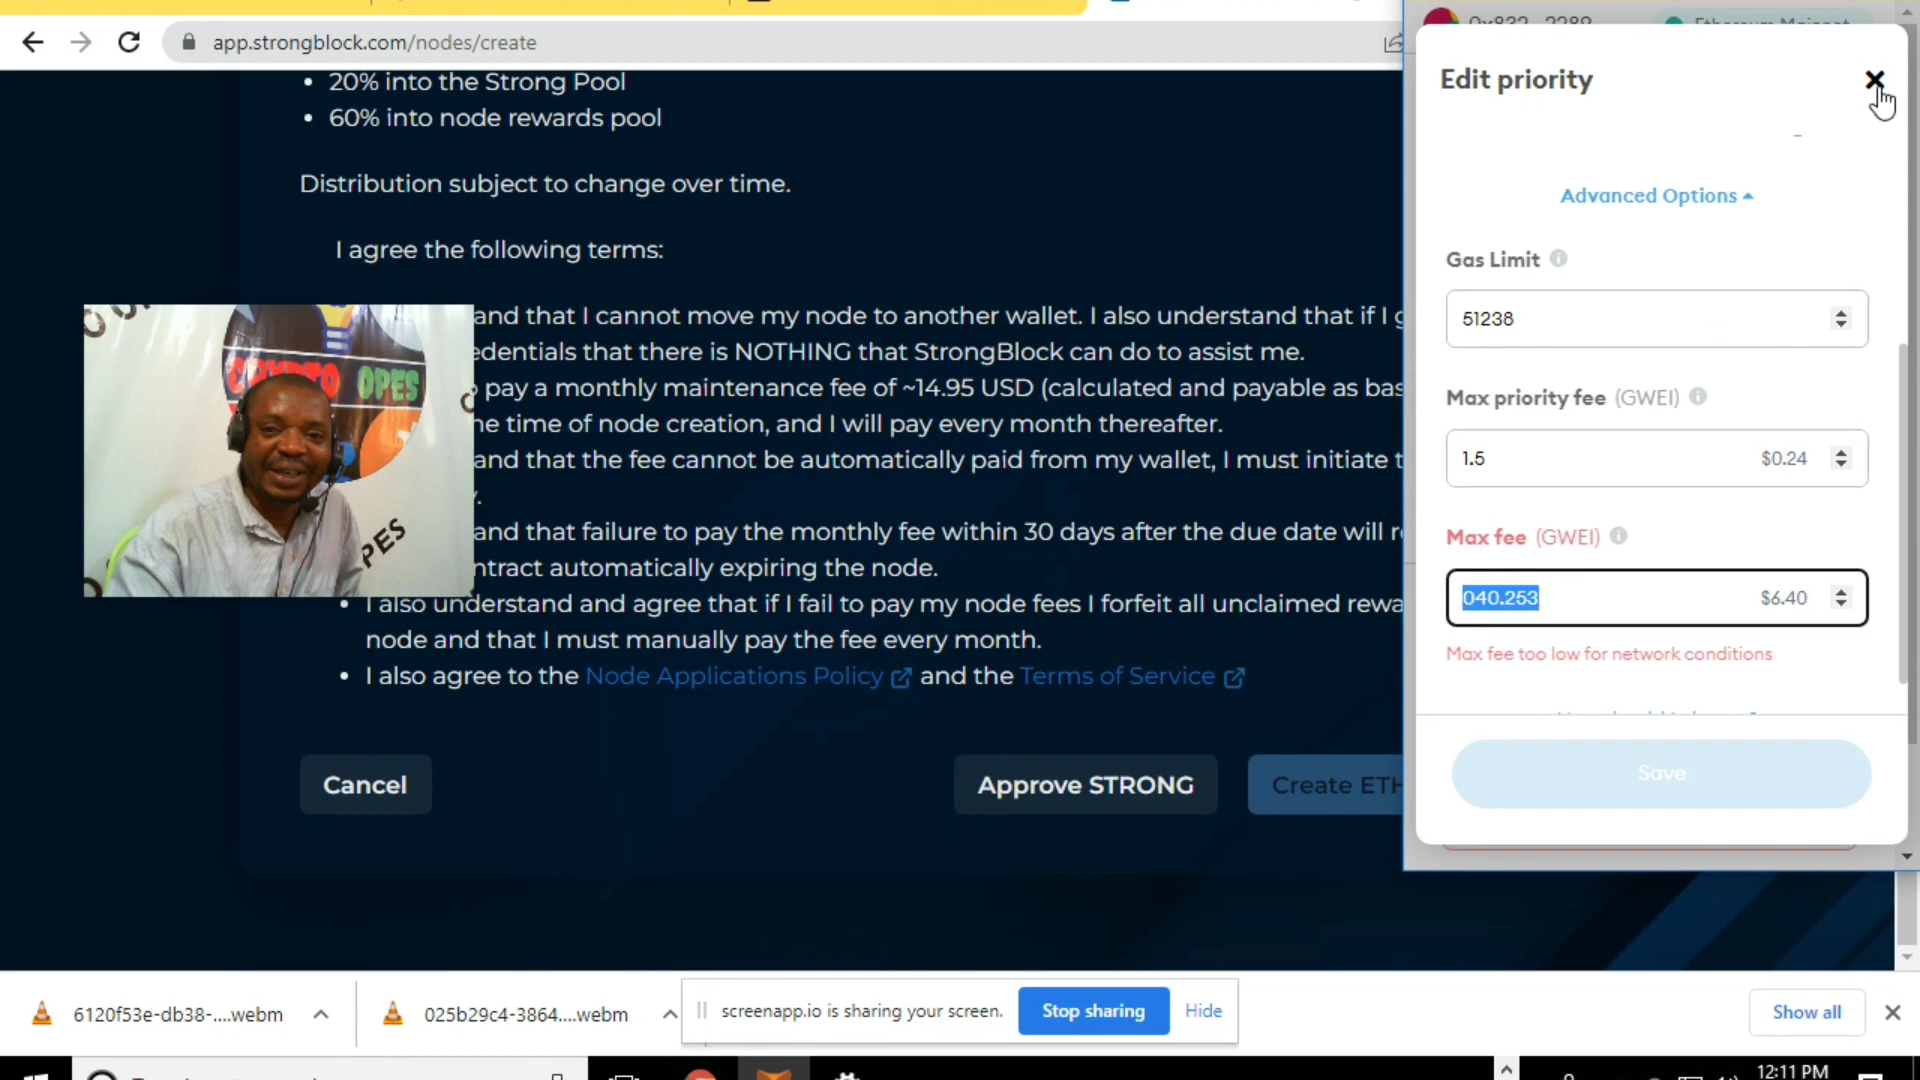 app.strongblock.com/nodes/create
20% into the Strong Pool
60% into node rewards pool
Distribution subject to change over time.
I agree the following terms:
and that I cannot move my node to another wallet. I also understand that if I
edentials that there is NOTHING that StrongBlock can do to assist me.
pay a monthly maintenance fee of ~14.95 USD (calculated and payable as bas
he time of node creation, and I will pay every month thereafter.
and that the fee cannot be automatically paid from my wallet, I must initiate t
and that failure to pay the monthly fee within 30 days after the due date will r
ntract automatically expiring the node.
I also understand and agree that if I fail to pay my node fees I forfeit all unclaimed rewa
node and that I must manually pay the fee every month.
I also agree to the Node Applications Policy and the Terms of Service
Cancel
Approve STRONG
Create ETH
CRYPTO OPES
OPES
0x832...2289
Ethereum Mainnet
Edit priority
Advanced Options
Gas Limit
51238
Max priority fee (GWEI)
1.5 $0.24
Max fee (GWEI)
040.253 $6.40
Max fee too low for network conditions
Save
6120f53e-db38-....webm
025b29c4-3864....webm
screenapp.io is sharing your screen.
Stop sharing
Hide
Show all
12:11 PM